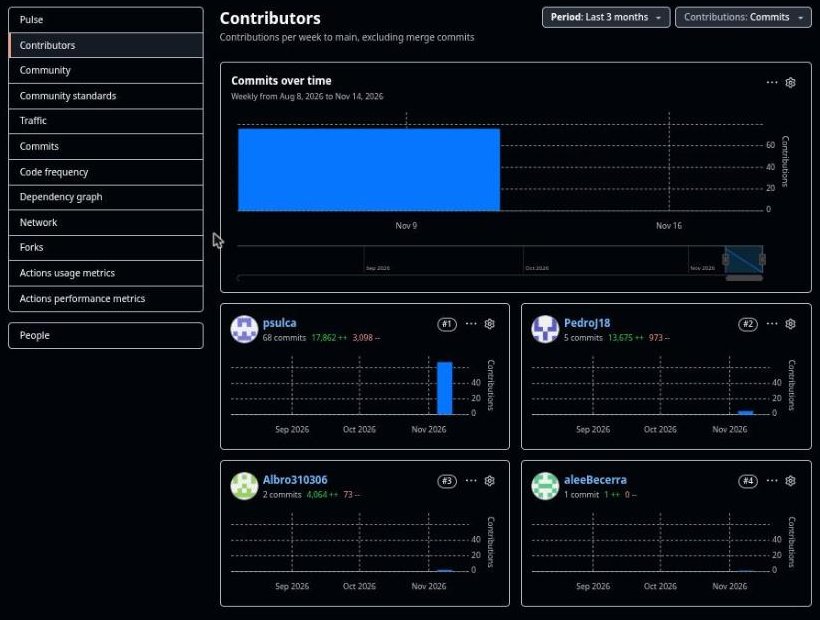 Pulse
Contributors
Community
Community standards
Traffic
Commits
Code frequency
Dependency graph
Network
Forks
Actions usage metrics
Actions performance metrics
People
Contributors
Contributions per week to main, excluding merge commits
Period: Last 3 months
Contributions: Commits
Commits over time
Weekly from Aug 8, 2026 to Nov 14, 2026
60
40
20
0
Contributions
Nov 9
Nov 16
Sep 2026
Oct 2026
Nov 2026
psulca
#1
68 commits 17,862 ++ 3,098 --
40
20
0
Contributions
Sep 2026
Oct 2026
Nov 2026
PedroJ18
#2
5 commits 13,675 ++ 973 --
40
20
0
Contributions
Sep 2026
Oct 2026
Nov 2026
Albro310306
#3
2 commits 4,064 ++ 73 --
40
20
0
Contributions
Sep 2026
Oct 2026
Nov 2026
aleeBecerra
#4
1 commit 1 ++ 0 --
40
20
0
Contributions
Sep 2026
Oct 2026
Nov 2026